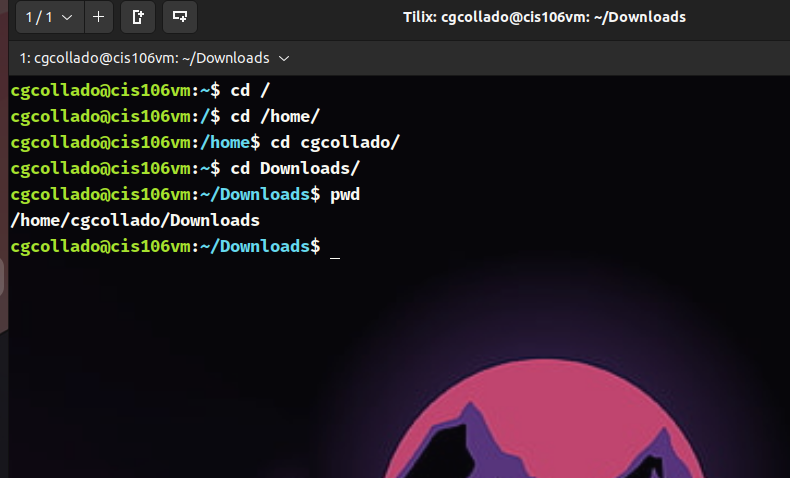 1 / 1
Tilix: cgcollado@cis106vm: ~/Downloads
1: cgcollado@cis106vm: ~/Downloads
cgcollado@cis106vm:~$ cd /
cgcollado@cis106vm:/$ cd /home/
cgcollado@cis106vm:/home$ cd cgcollado/
cgcollado@cis106vm:~$ cd Downloads/
cgcollado@cis106vm:~/Downloads$ pwd
/home/cgcollado/Downloads
cgcollado@cis106vm:~/Downloads$